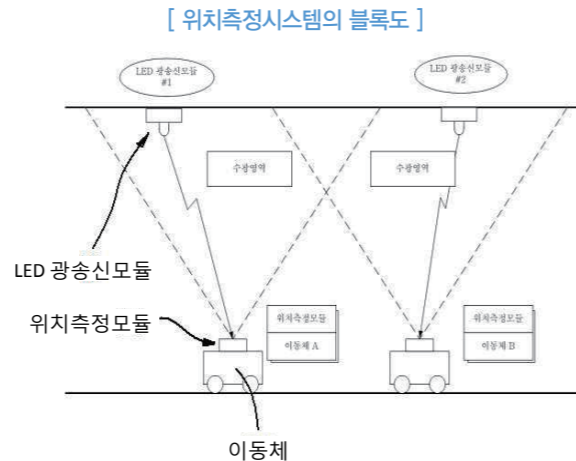 [ 위치측정시스템의 블록도 ]
LED 광송신모듈
#1
LED 광송신모듈
#2
수광영역
수광영역
LED 광송신모듈
위치측정모듈
위치측정모듈
이동체 A
위치측정모듈
이동체 B
이동체